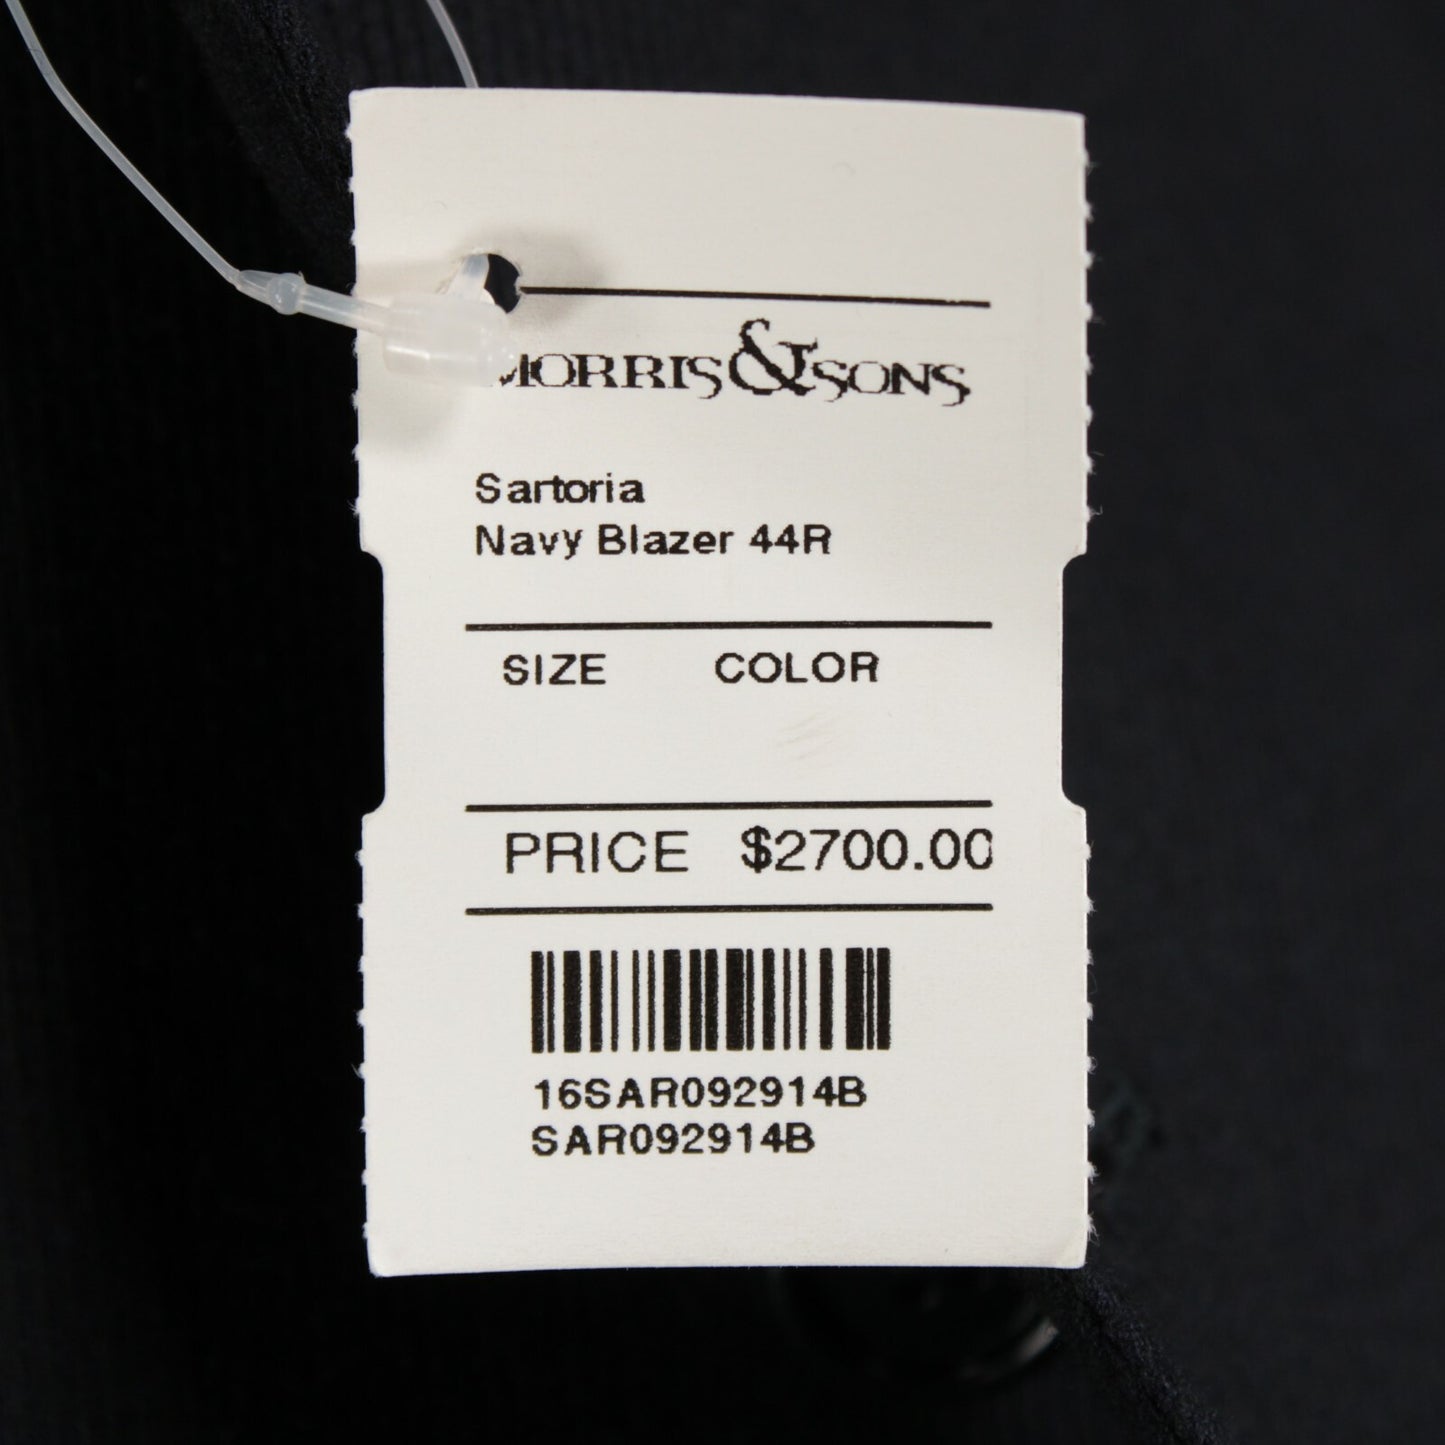 MORRIS & SONS
Sartoria
Navy Blazer 44R
SIZE COLOR
PRICE $2700.00
16SAR092914B
SAR092914B